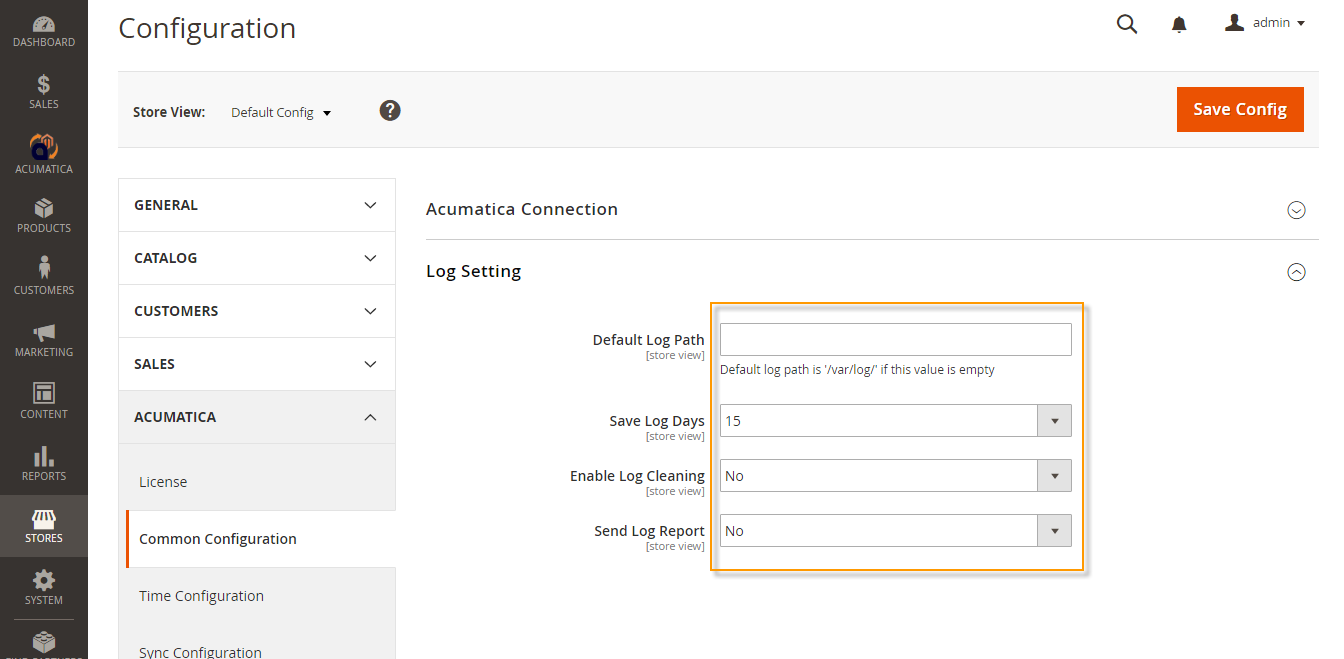 Configuration
admin
DASHBOARD
SALES
ACUMATICA
PRODUCTS
CUSTOMERS
MARKETING
CONTENT
REPORTS
STORES
SYSTEM
Store View: Default Config ?
Save Config
GENERAL
CATALOG
CUSTOMERS
SALES
ACUMATICA
License
Common Configuration
Time Configuration
Sync Configuration
Acumatica Connection
Log Setting
Default Log Path
[store view]
Default log path is '/var/log/' if this value is empty
Save Log Days 15
[store view]
Enable Log Cleaning No
[store view]
Send Log Report No
[store view]